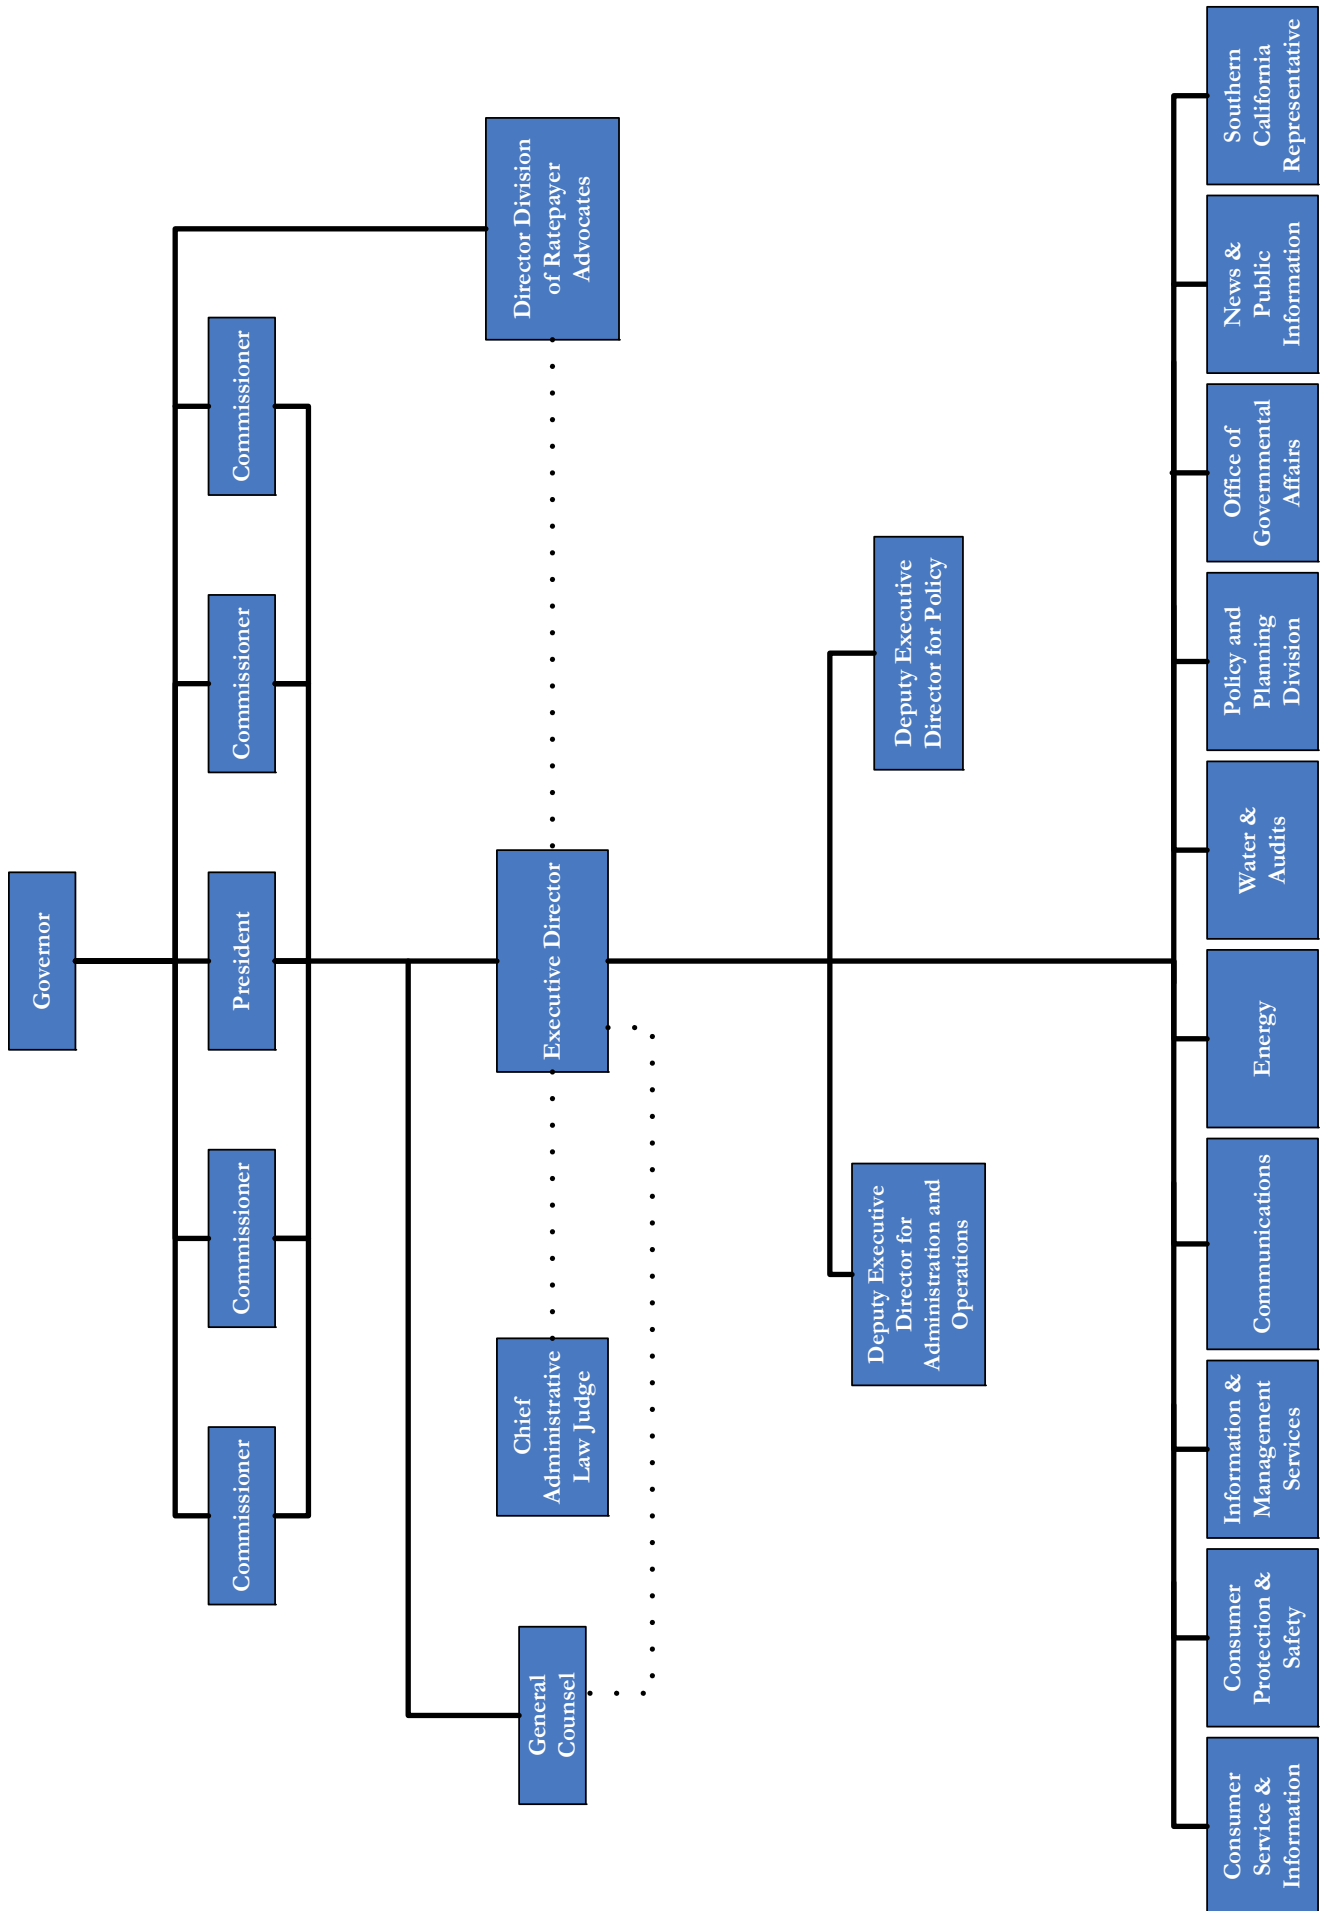 Governor
Commissioner
Commissioner
President
Commissioner
Commissioner
General
Counsel
Chief
Administrative
Law Judge
Executive Director
Director Division
of Ratepayer
Advocates
Deputy Executive
Director for
Administration and
Operations
Deputy Executive
Director for Policy
Consumer
Service &
Information
Consumer
Protection &
Safety
Information &
Management
Services
Communications
Energy
Water &
Audits
Policy and
Planning
Division
Office of
Governmental
Affairs
News &
Public
Information
Southern
California
Representative